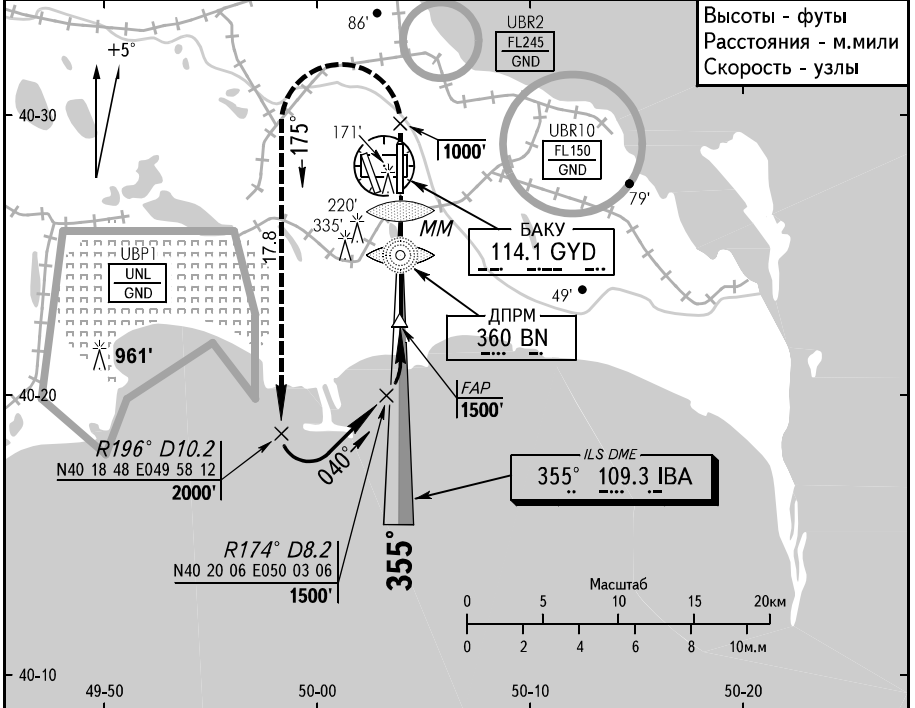 Высоты - футы
Расстояния - м.мили
Скорость - узлы
86'
UBR2
FL245
GND
+5°
40-30
175°
171'
1000'
UBR10
FL150
GND
79'
220'
335'
MM
БАКУ
114.1 GYD
17.8
UBP1
UNL
GND
49'
ДПРМ
360 BN
961'
FAP
1500'
40-20
R196° D10.2
N40 18 48 E049 58 12
2000'
040°
ILS DME
355° 109.3 IBA
R174° D8.2
N40 20 06 E050 03 06
1500'
355°
Масштаб
0 5 10 15 20км
0 2 4 6 8 10м.м
40-10
49-50 50-00 50-10 50-20